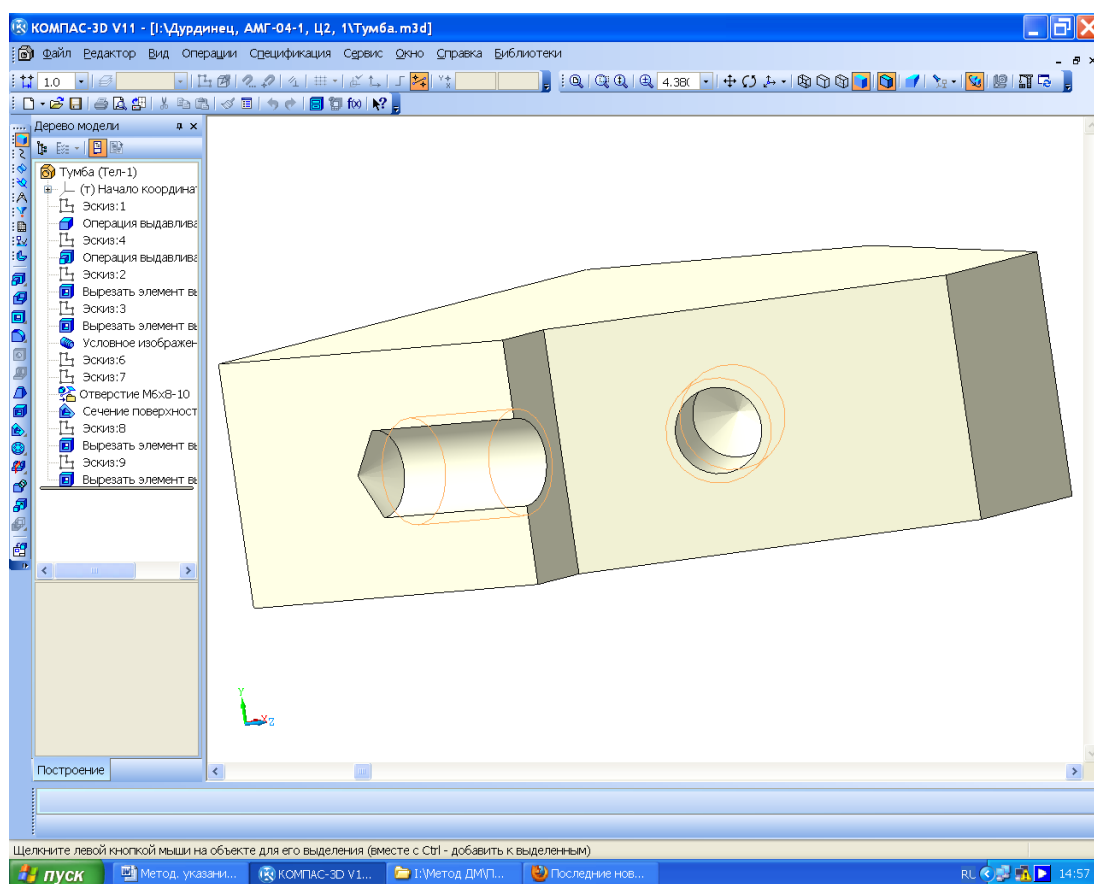 КОМПАС-3D V11 - [I:\Дурдинец, АМГ-04-1, Ц2, 1\Тумба.m3d]
Файл Редактор Вид Операции Спецификация Сервис Окно Справка Библиотеки
1.0
4.38(
Дерево модели
Тумба (Тел-1)
(т) Начало координа
Эскиз:1
Операция выдавлива
Эскиз:4
Операция выдавлива
Эскиз:2
Вырезать элемент вы
Эскиз:3
Вырезать элемент вы
Условное изображен
Эскиз:6
Эскиз:7
Отверстие М6х8-10
Сечение поверхност
Эскиз:8
Вырезать элемент вы
Эскиз:9
Вырезать элемент вы
Y
X
Z
Построение
Щелкните левой кнопкой мыши на объекте для его выделения (вместе с Ctrl - добавить к выделенным)
пуск
Метод. указани...
КОМПАС-3D V1...
I:\Метод ДМ\П...
Последние нов...
RU
14:57